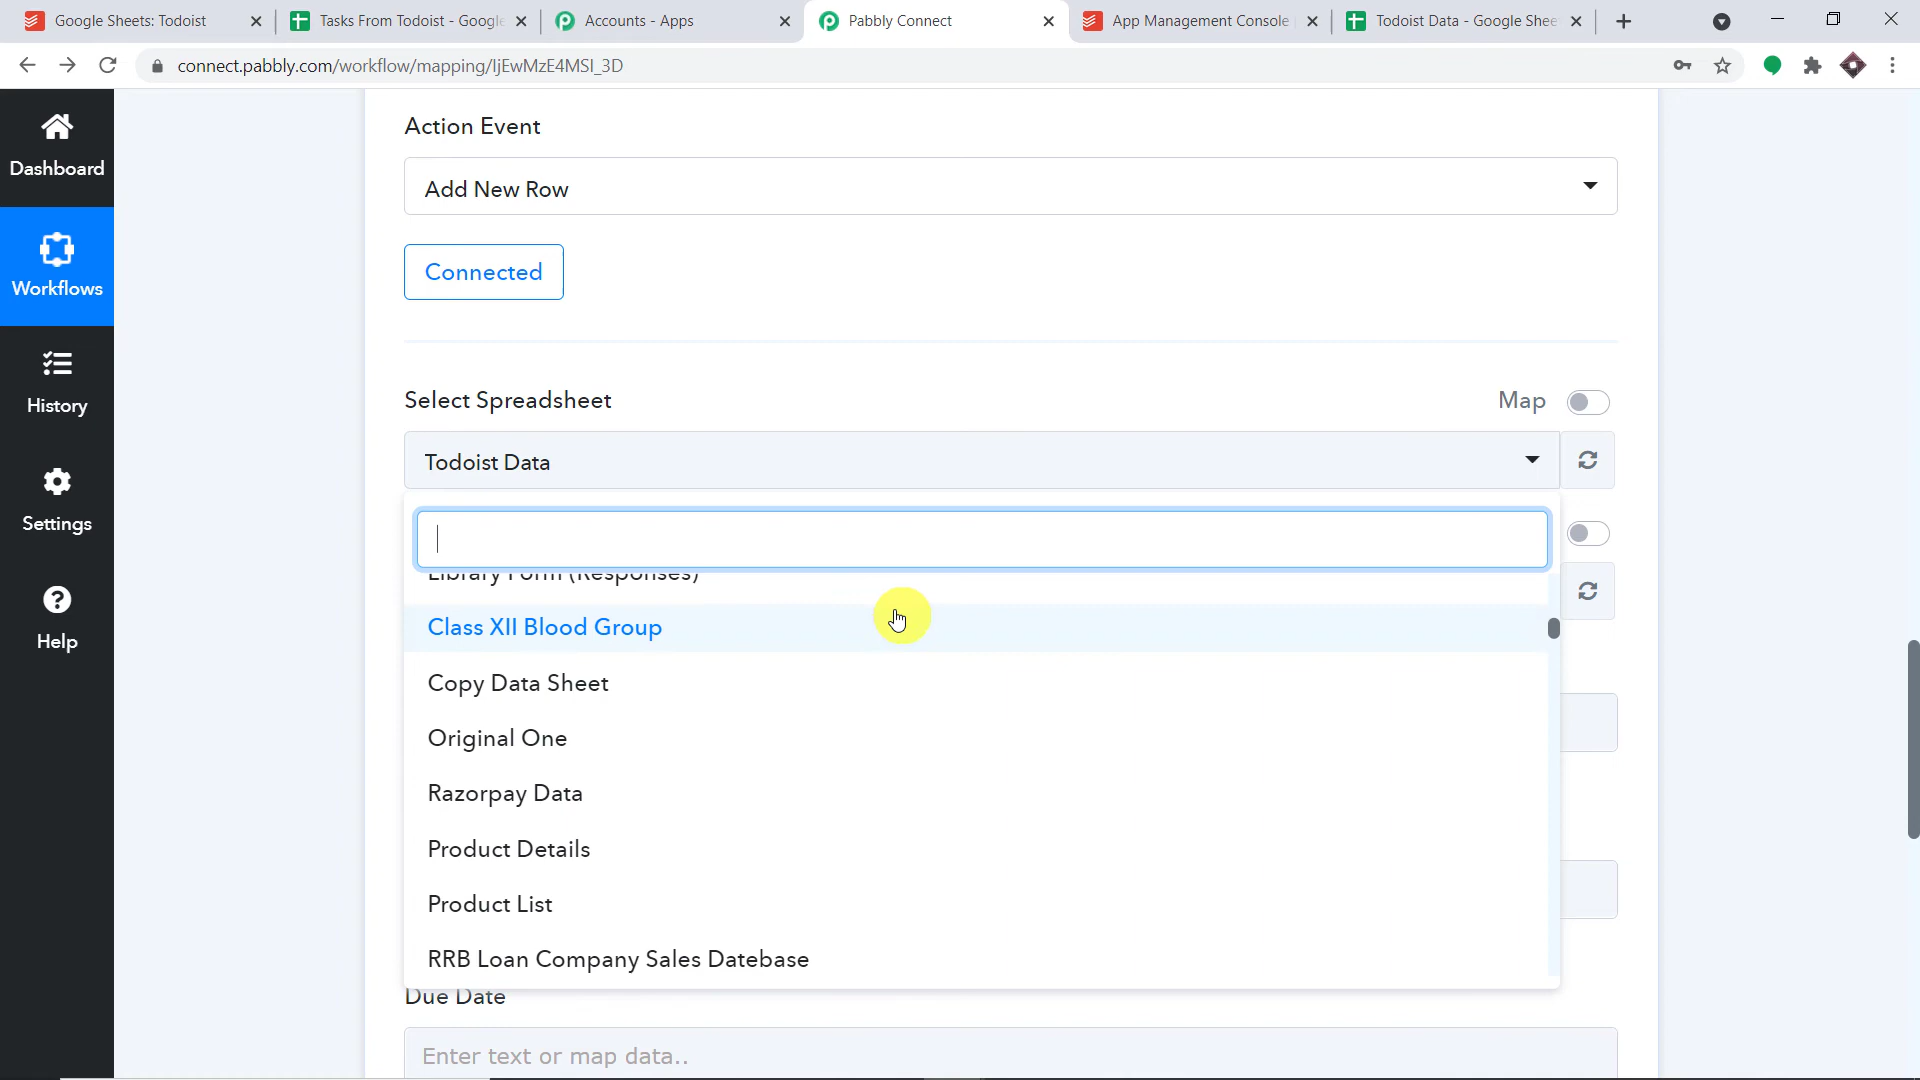 Google Sheets: Todoist
Tasks From Todoist - Google
Accounts - Apps
Pabbly Connect
App Management Console
Todoist Data - Google Shee
connect.pabbly.com/workflow/mapping/IjEwMzE4MSI_3D
Dashboard
Workflows
History
Settings
Help
Action Event
Add New Row
Connected
Select Spreadsheet
Map
Todoist Data
Library Form (Responses)
Class XII Blood Group
Copy Data Sheet
Original One
Razorpay Data
Product Details
Product List
RRB Loan Company Sales Datebase
Due Date
Enter text or map data..